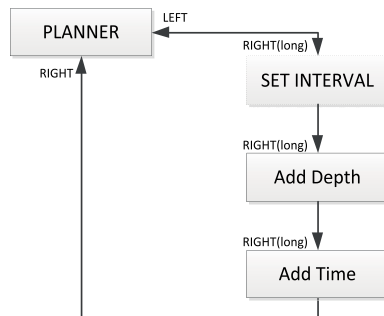 PLANNER
LEFT
RIGHT(long)
RIGHT
SET INTERVAL
RIGHT(long)
Add Depth
RIGHT(long)
Add Time